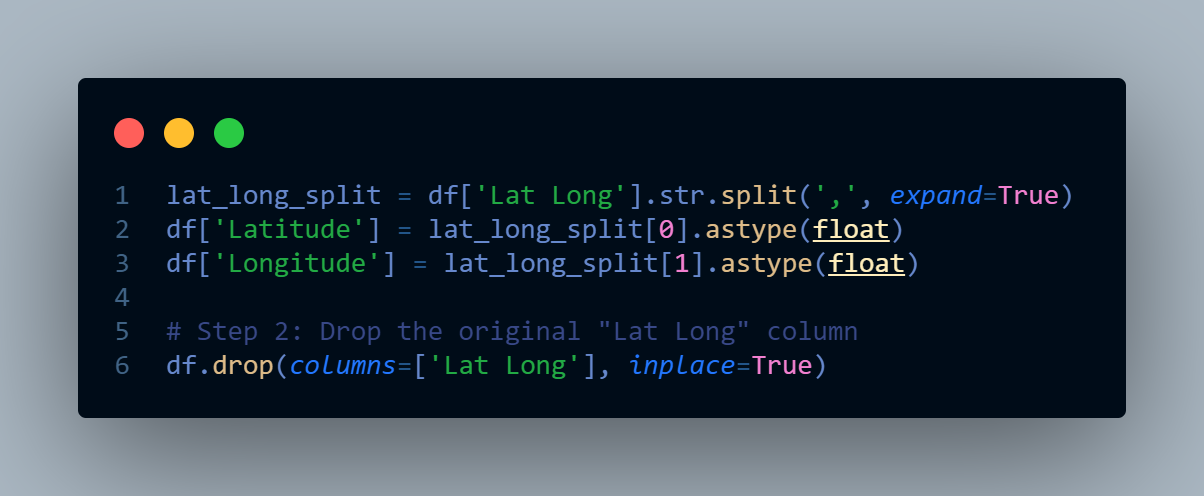 1 lat_long_split = df['Lat Long'].str.split(',', expand=True)
2 df['Latitude'] = lat_long_split[0].astype(float)
3 df['Longitude'] = lat_long_split[1].astype(float)
4
5 # Step 2: Drop the original "Lat Long" column
6 df.drop(columns=['Lat Long'], inplace=True)